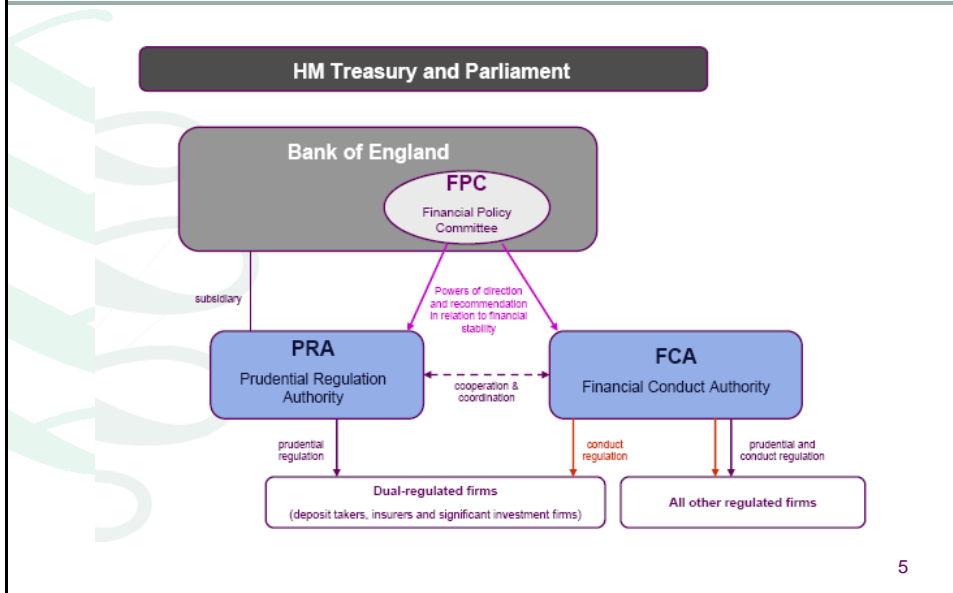 HM Treasury and Parliament
Bank of England
FPC
Financial Policy
Committee
subsidiary
Powers of direction
and recommendation
in relation to financial
stability
PRA
Prudential Regulation
Authority
cooperation &
coordination
FCA
Financial Conduct Authority
prudential
regulation
conduct
regulation
prudential and
conduct regulation
Dual-regulated firms
(deposit takers, insurers and significant investment firms)
All other regulated firms
5